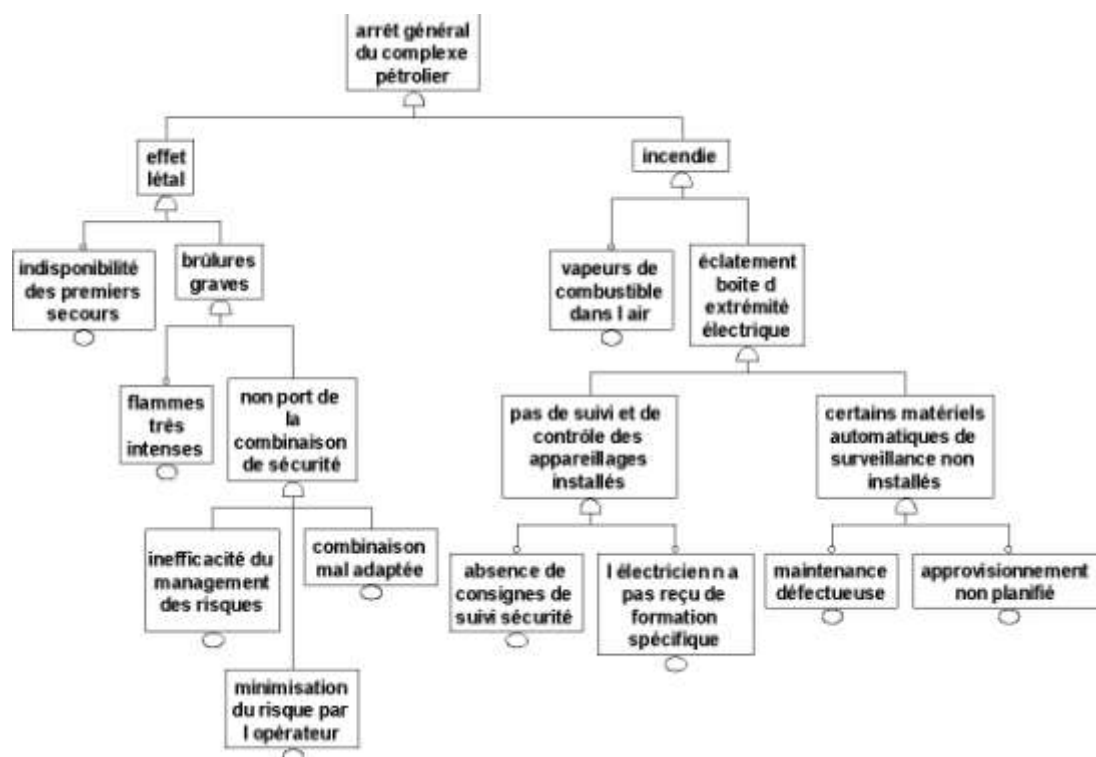 arrêt général
du complexe
pétrolier
effet
létal
incendie
indisponibilité
des premiers
secours
brûlures
graves
vapeurs de
combustible
dans l air
éclatement
boite d
extrémité
électrique
flammes
très
intenses
non port de
la
combinaison
de sécurité
pas de suivi et de
contrôle des
appareillages
installés
certains matériels
automatiques de
surveillance non
installés
inefficacité du
management
des risques
combinaison
mal adaptée
absence de
consignes de
suivi sécurité
l électricien n a
pas reçu de
formation
spécifique
maintenance
défectueuse
approvisionnement
non planifié
minimisation
du risque par
l opérateur